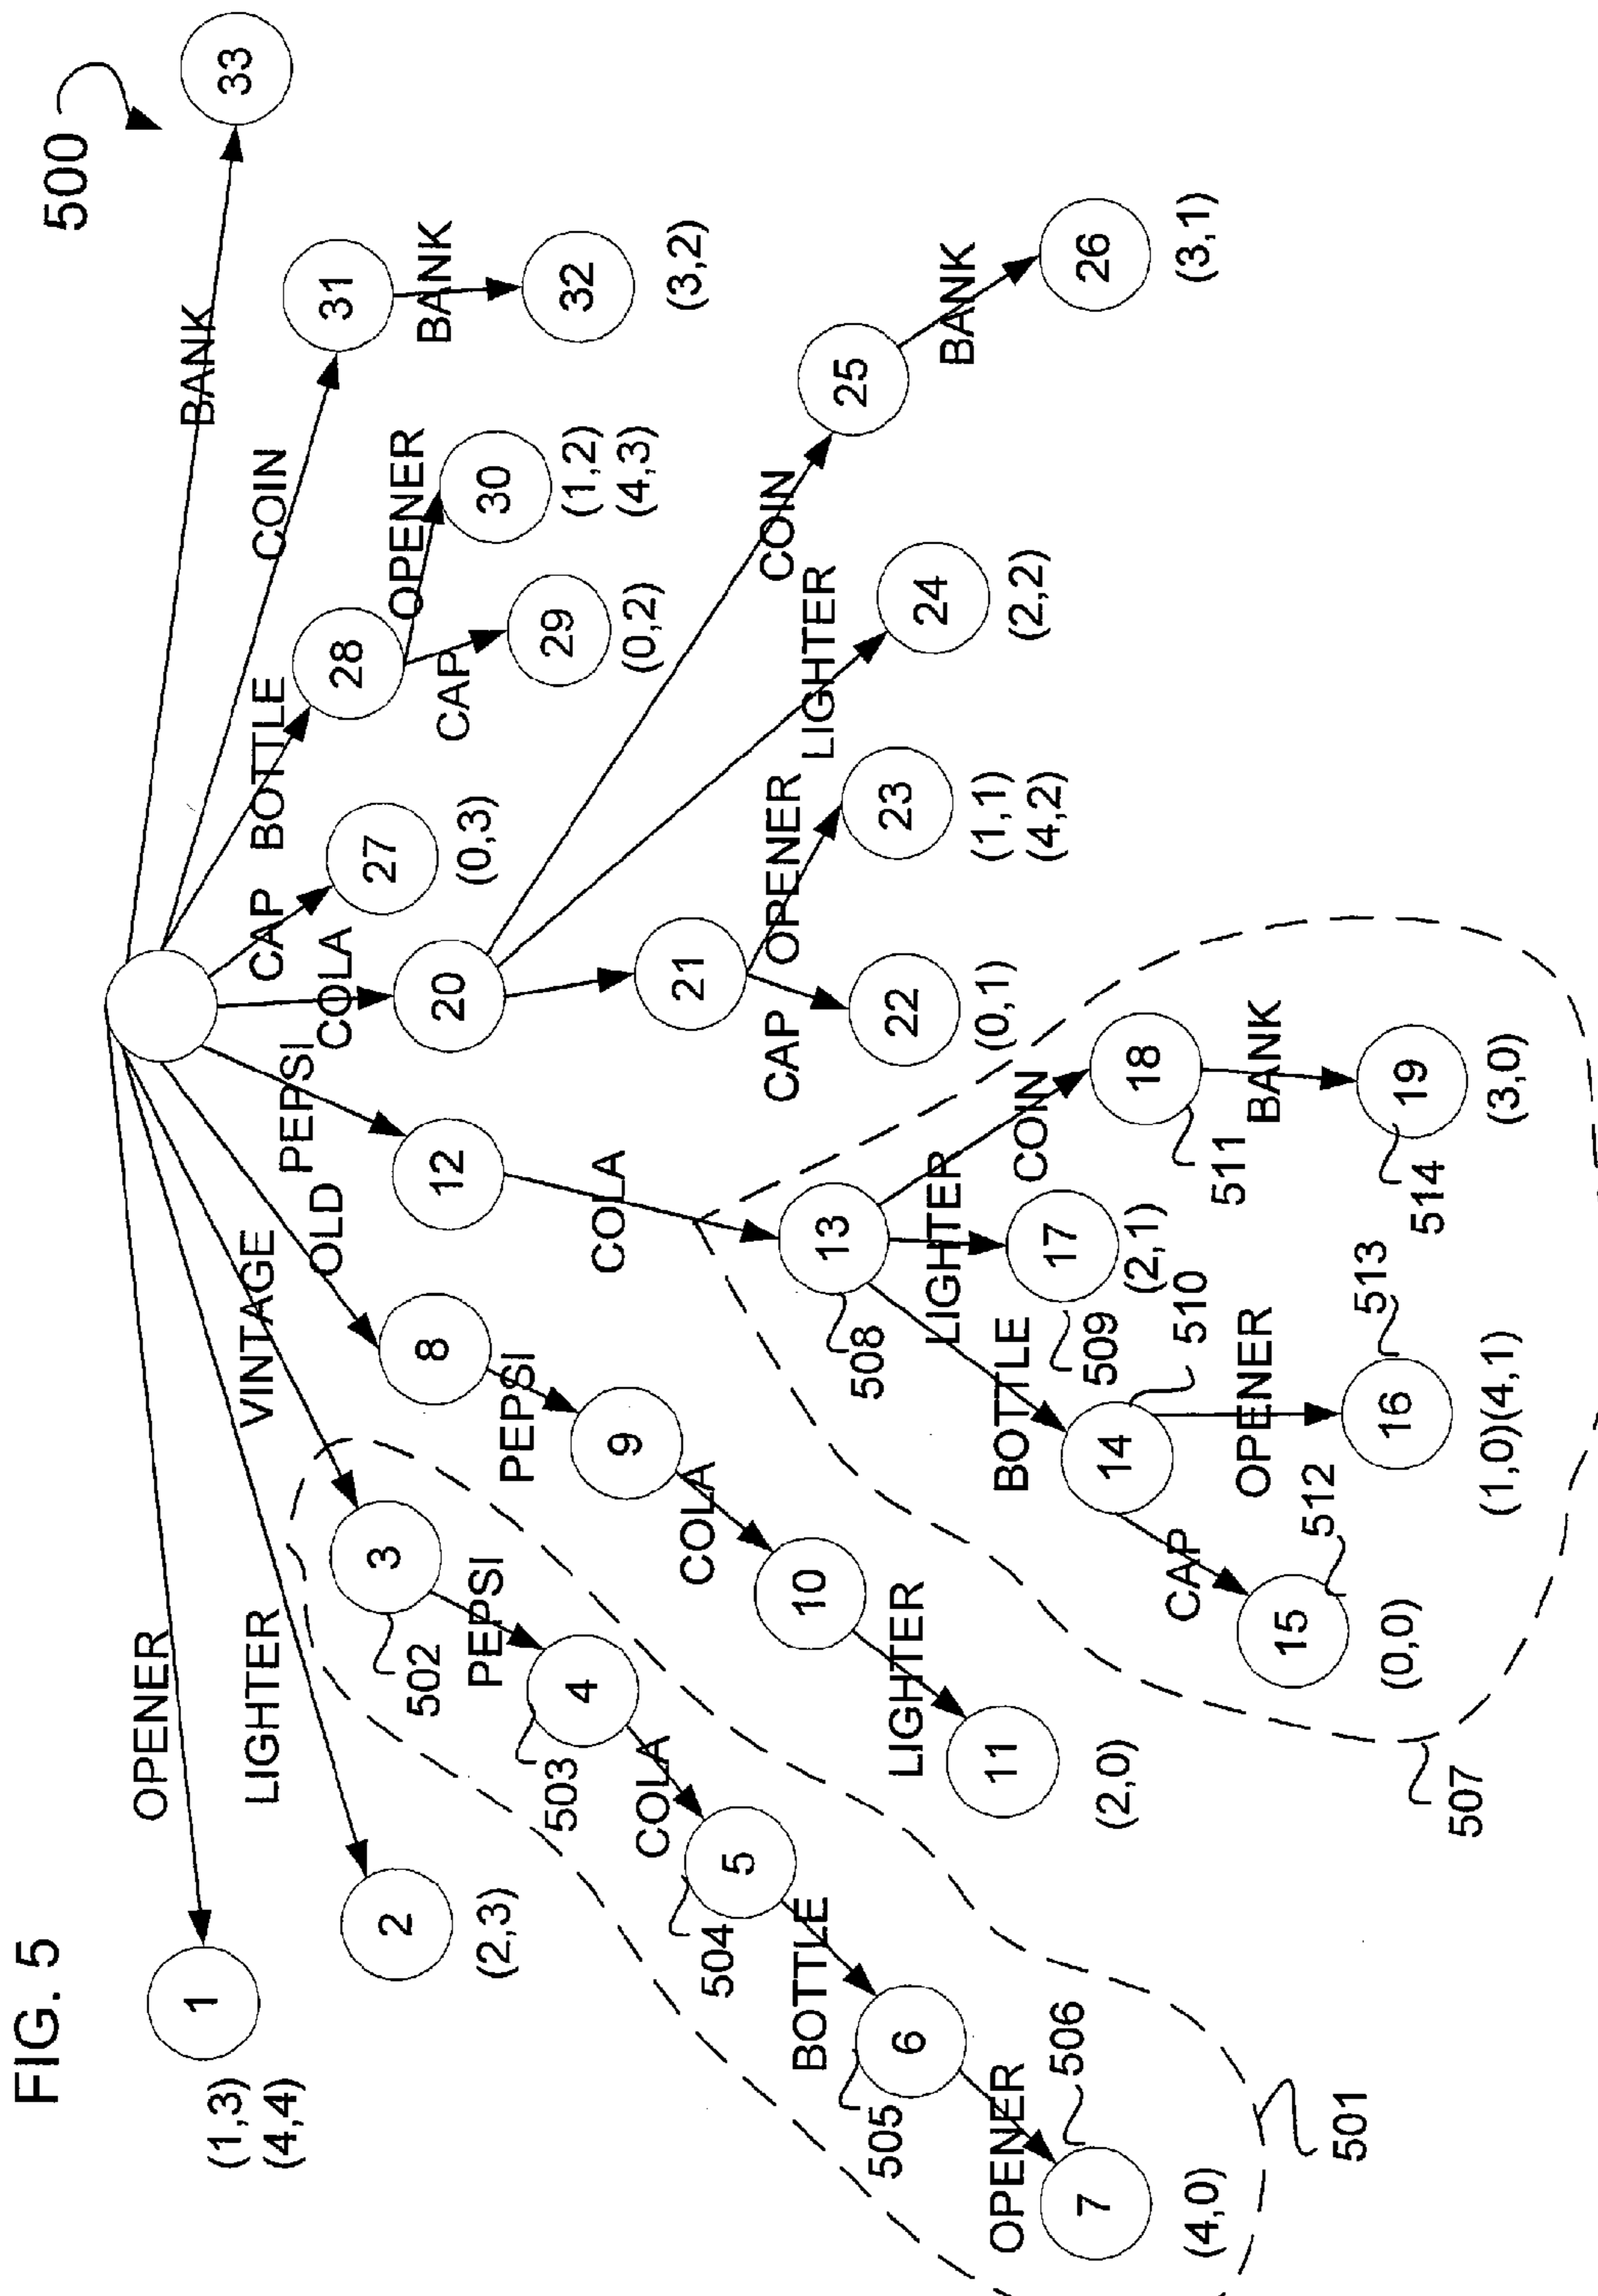 FIG. 5
500
OPENER
LIGHTER
VINTAGE
OLD
PEPSI
COLA
CAP
BOTTLE
COIN
BANK
1
(1,3)
(4,4)
2
(2,3)
3
502
PEPSI
4
503
COLA
5
504
BOTTLE
6
505
OPENER
7
506
(4,0)
501
8
PEPSI
9
COLA
10
LIGHTER
11
(2,0)
12
COLA
13
508
BOTTLE
LIGHTER
COIN
14
510
CAP
OPENER
15
512
(0,0)
16
513
(1,0)(4,1)
17
509
(2,1)
18
511
BANK
19
514
(3,0)
507
20
21
CAP
OPENER
22
(0,1)
23
(1,1)
(4,2)
LIGHTER
24
(2,2)
COIN
25
BANK
26
(3,1)
27
(0,3)
28
CAP
OPENER
29
(0,2)
30
(1,2)
(4,3)
31
BANK
32
(3,2)
33